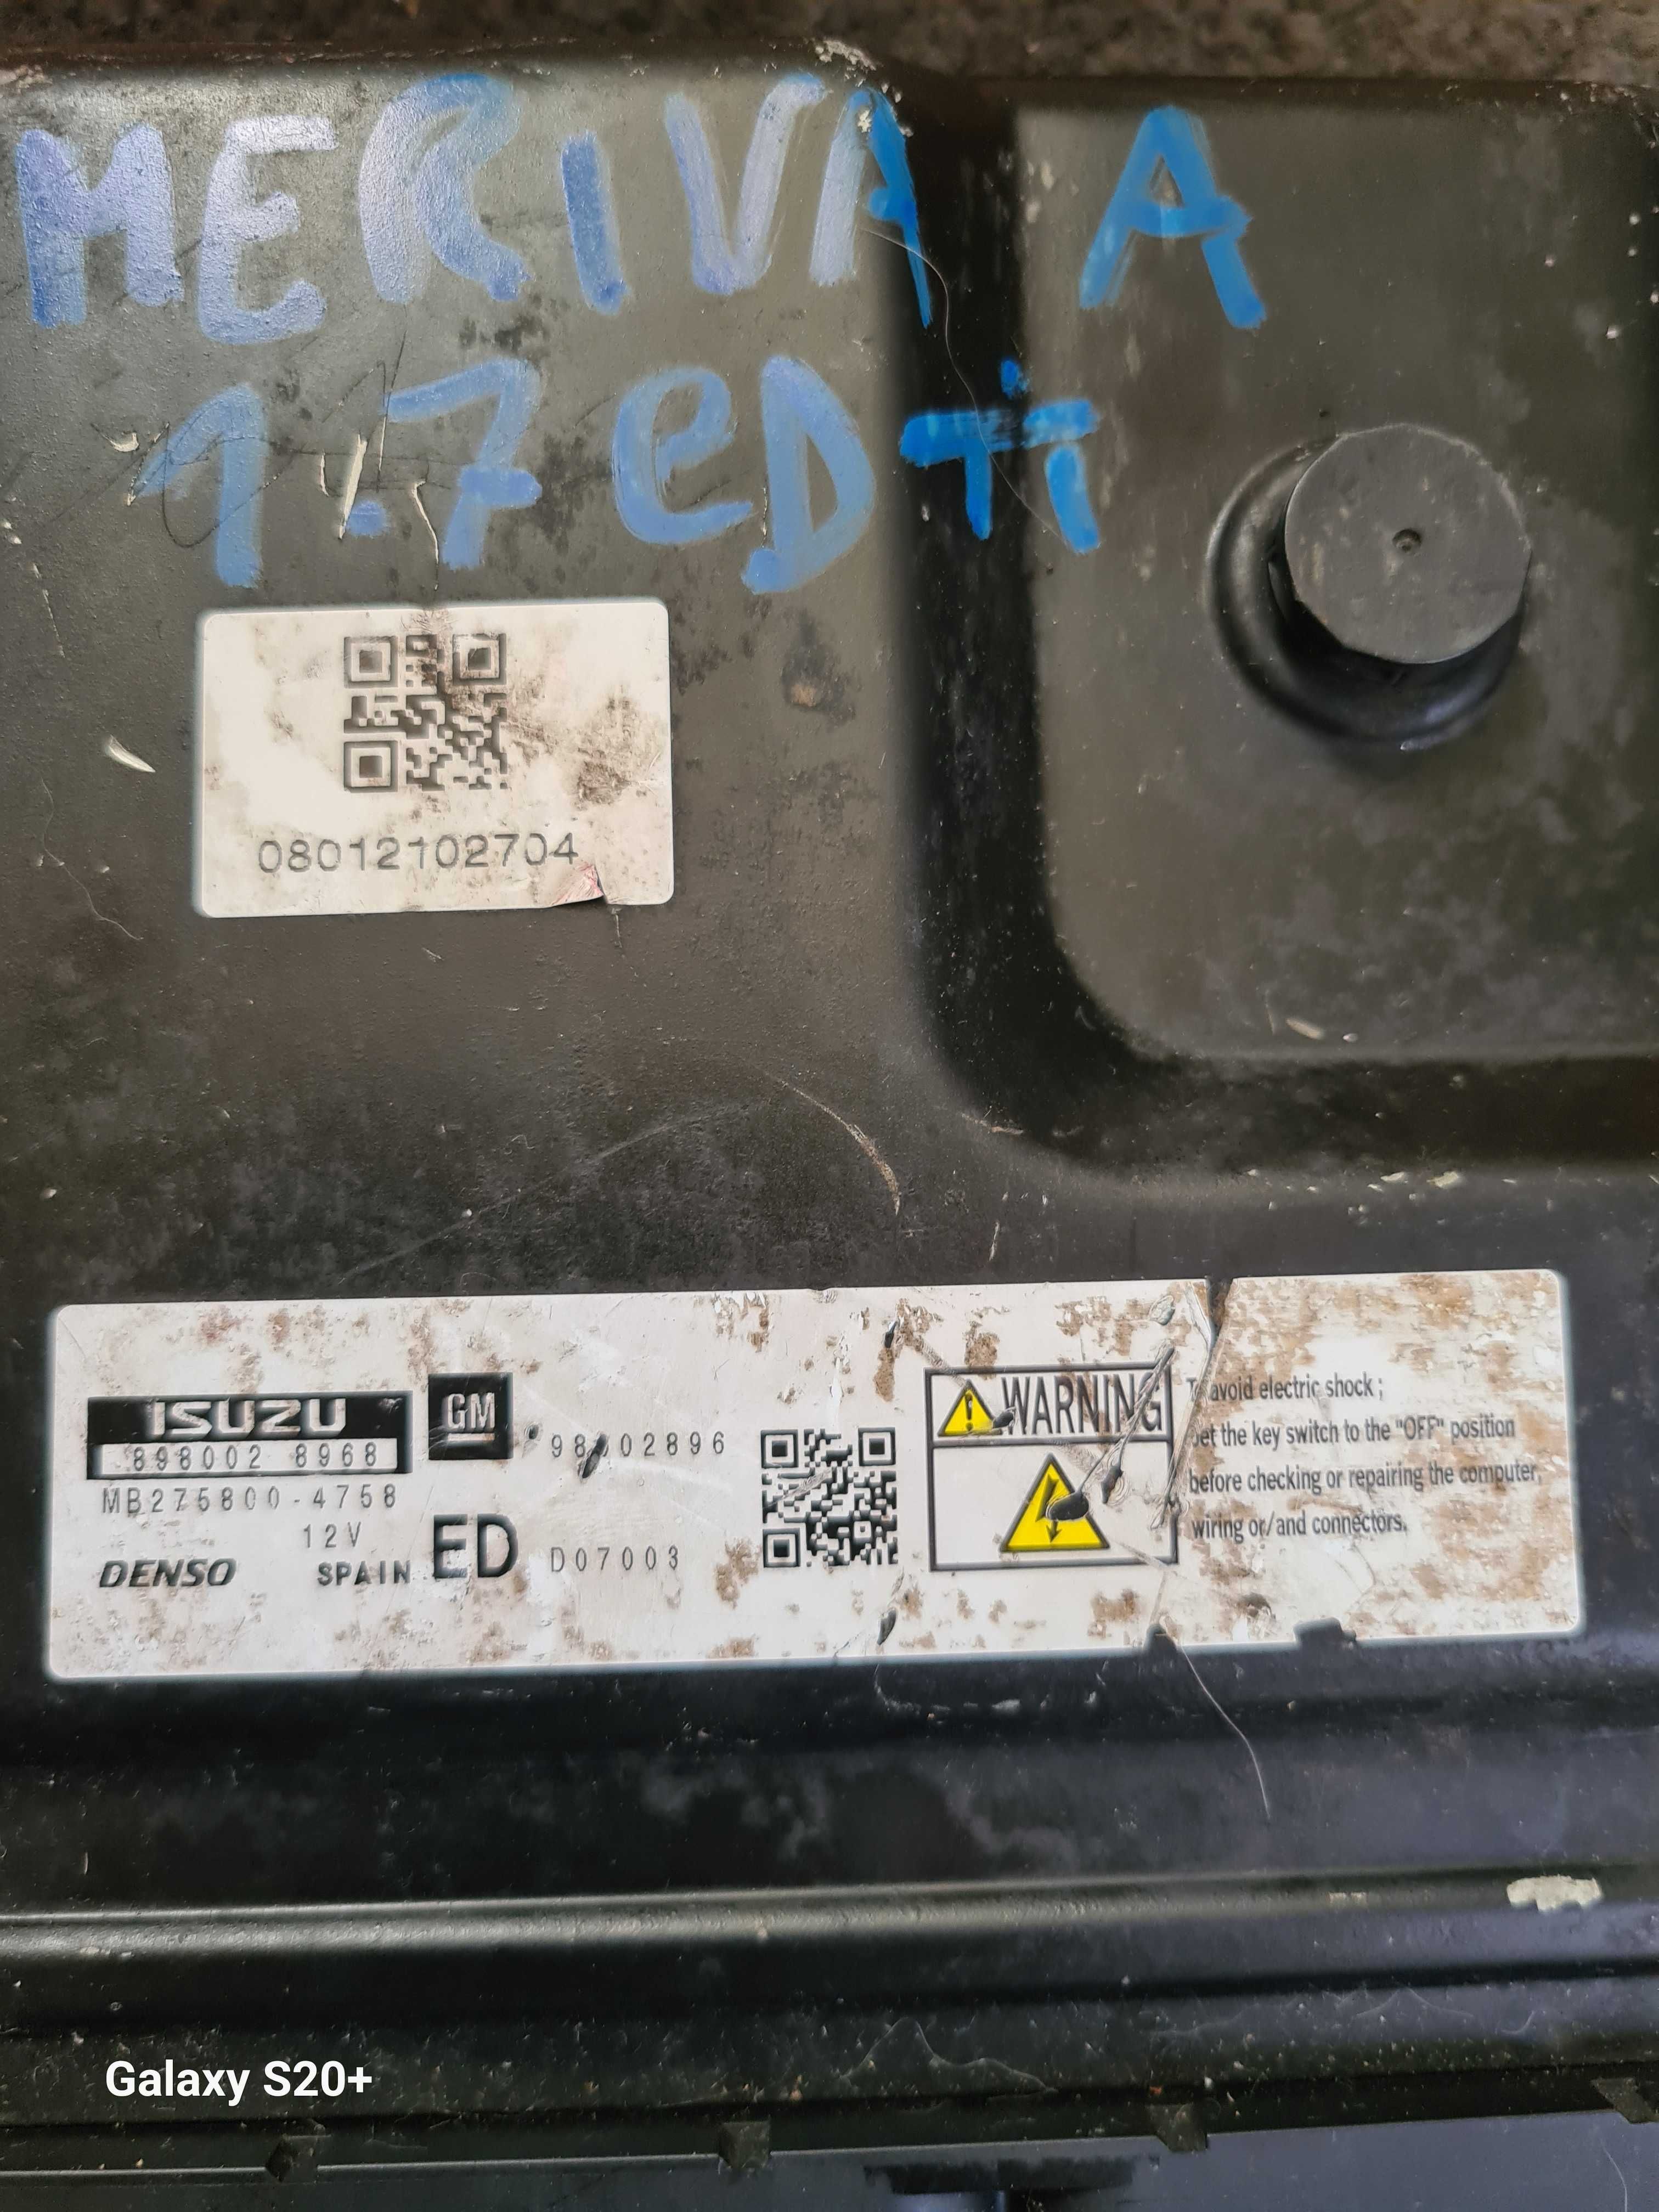 MERIVA A
1.7 CDTi
08012102704
ISUZU
898002 8968
MB275800-4758
12V
DENSO SPAIN
GM
ED D07003
WARNING
avoid electric shock;
the key switch to the "OFF" position
before checking or repairing the computer,
wiring or/and connectors.
Galaxy S20+